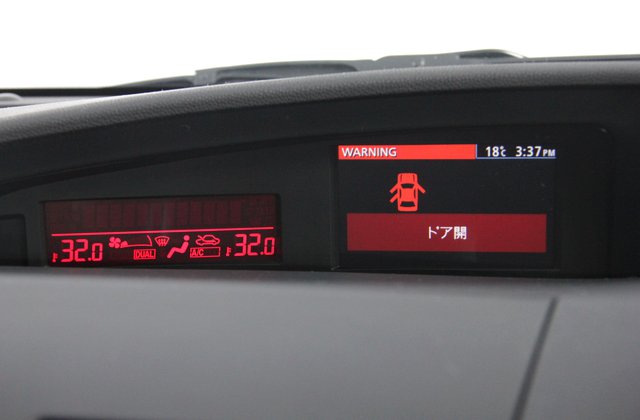 WARNING 18℃ 3:37PM
ドア開
32.0 DUAL A/C 32.0